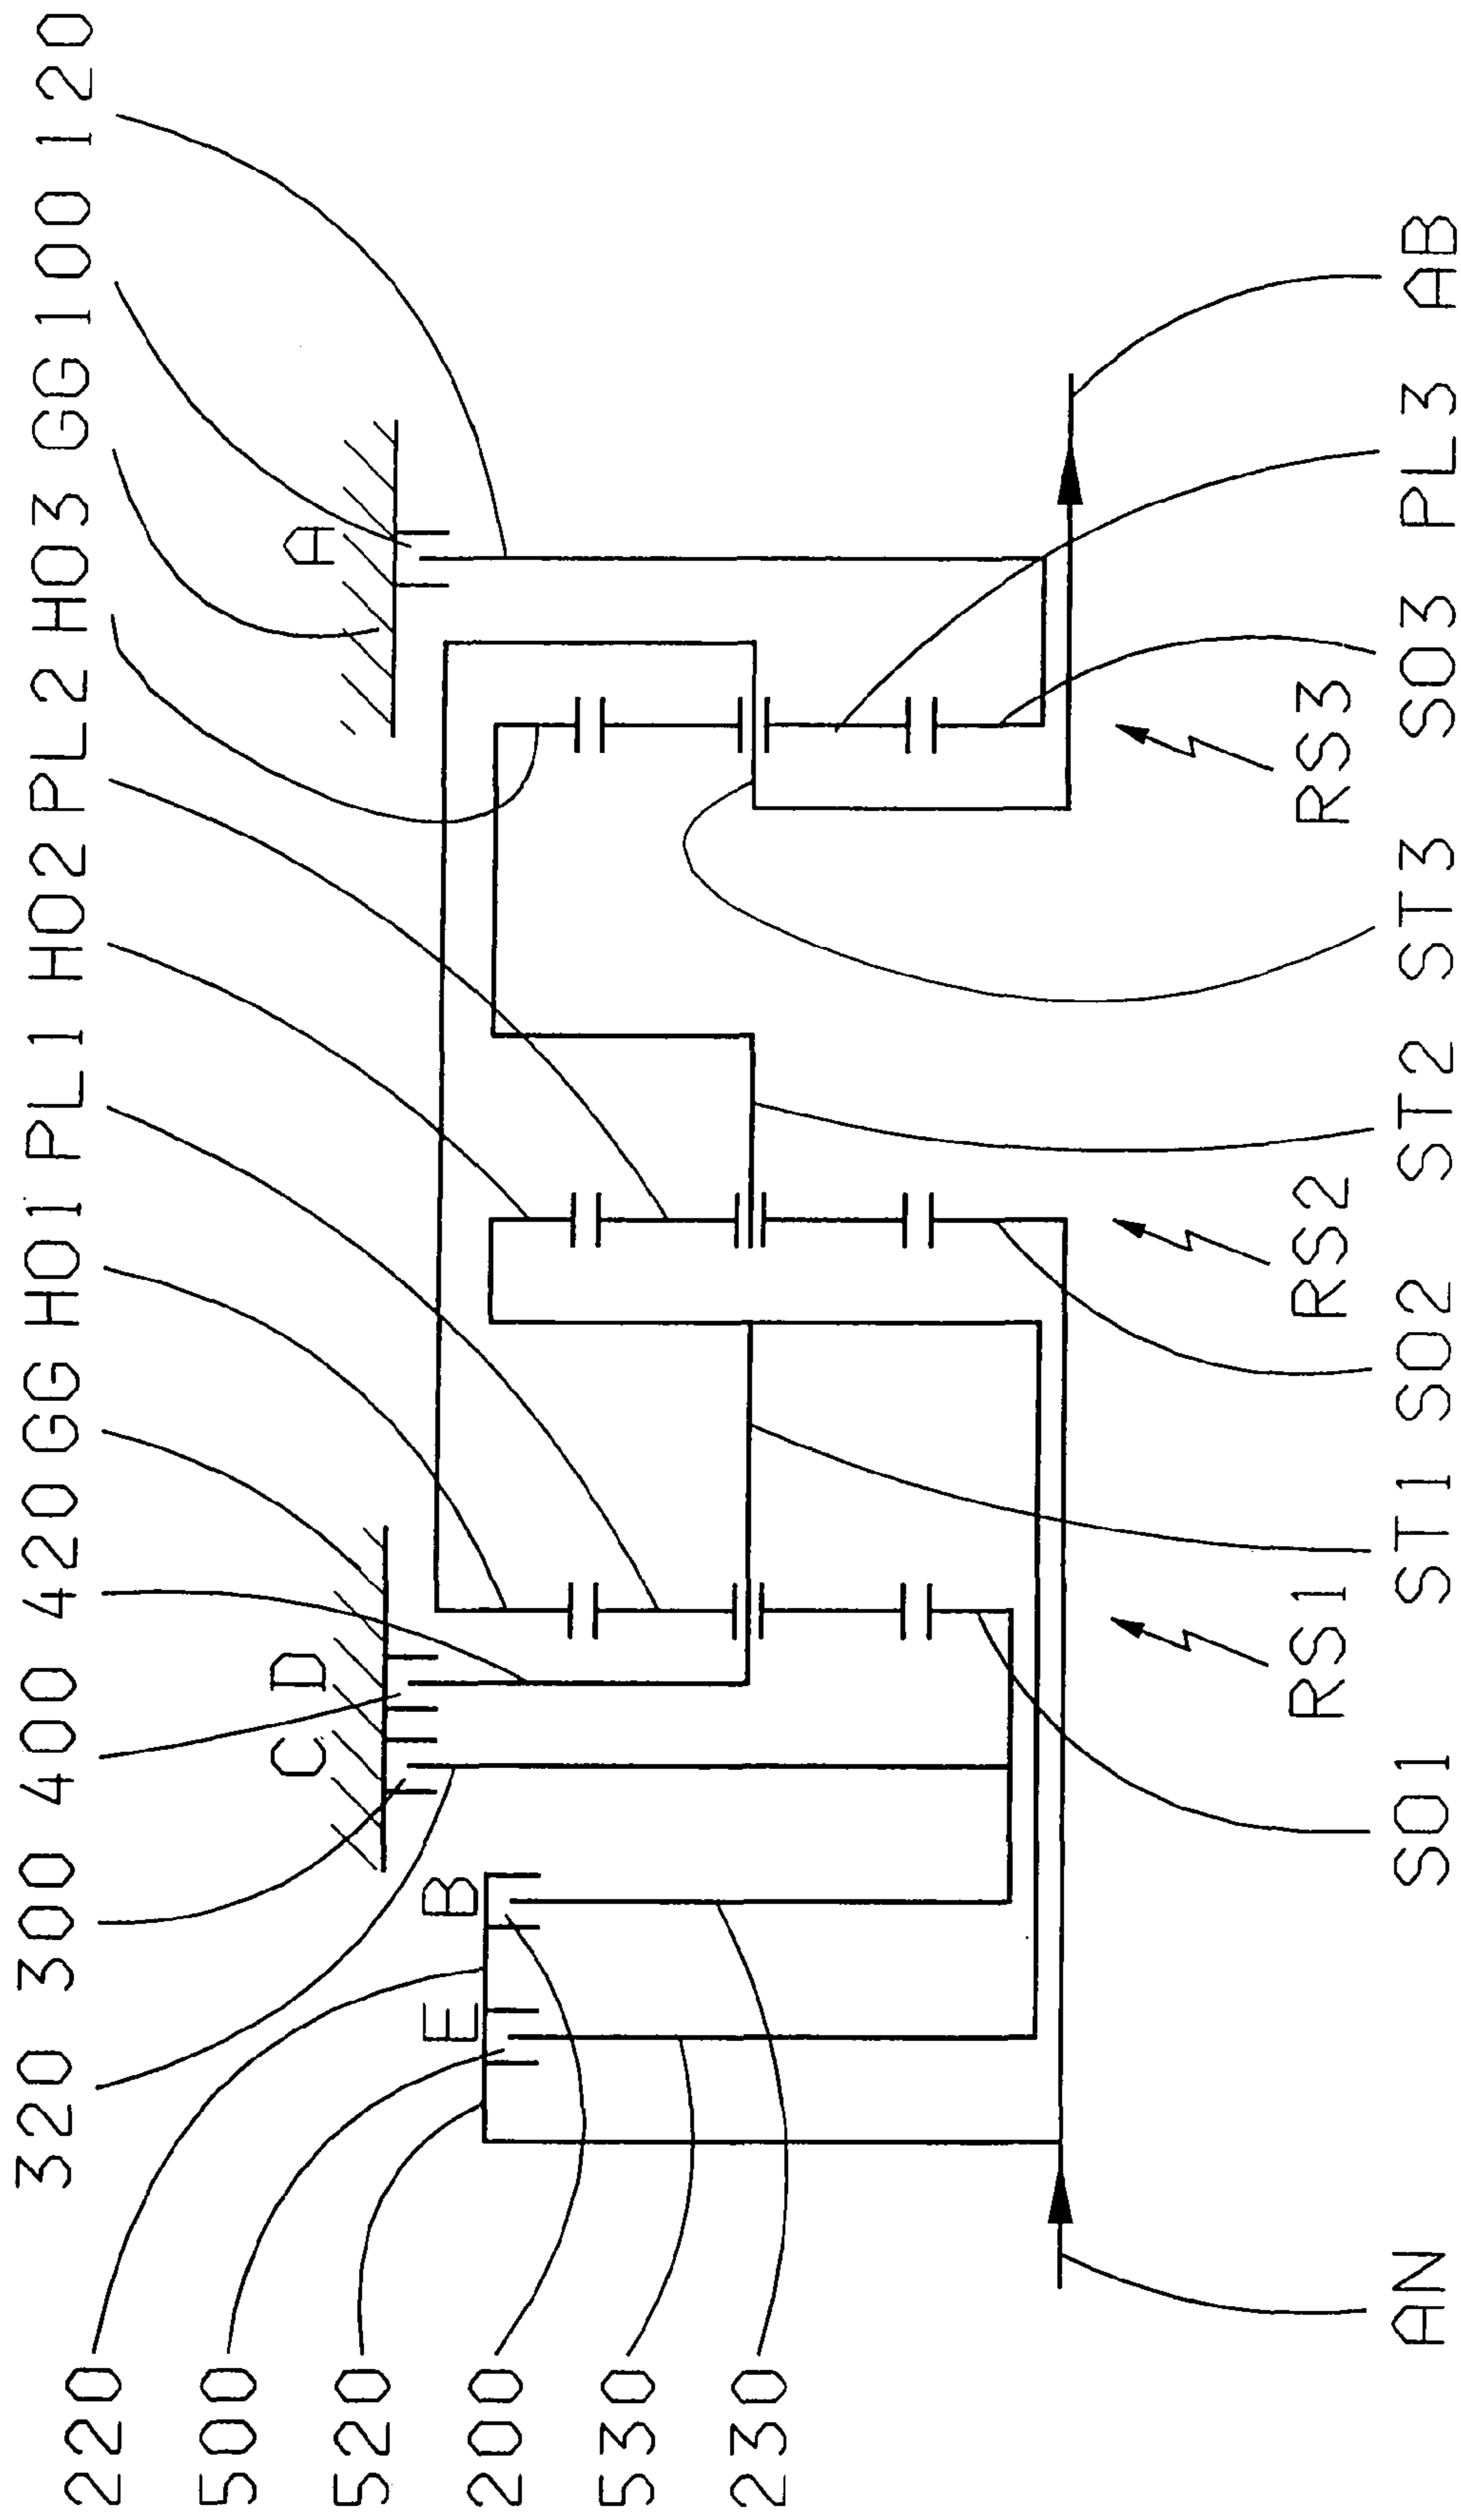 320 300 400 420 GG HO1 PL1 HO2 PL2 HO3 GG 100 120
220
500
C D A
520
E B
200
530
230
RS1 RS2 RS3
AN SO1 ST1 SO2 ST2 ST3 SO3 PL3 AB